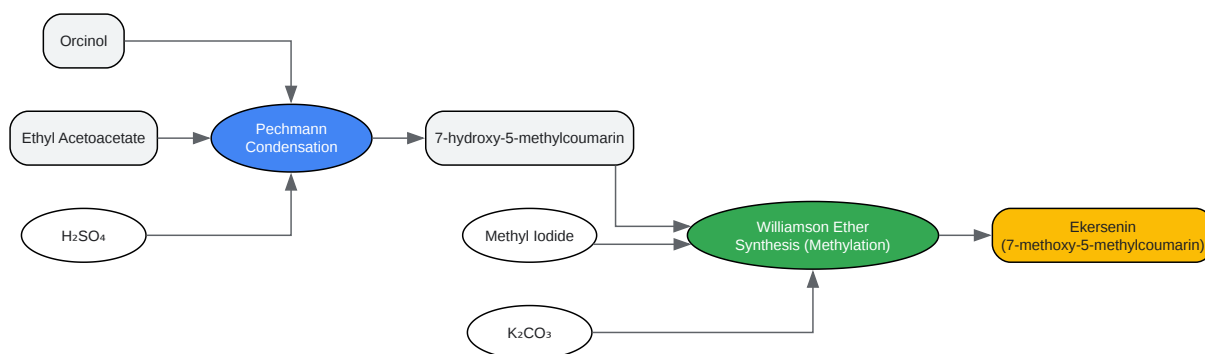 Orcinol
Ethyl Acetoacetate
Pechmann
Condensation
7-hydroxy-5-methylcoumarin
H₂SO₄
Methyl Iodide
Williamson Ether
Synthesis (Methylation)
Ekersenin
(7-methoxy-5-methylcoumarin)
K₂CO₃